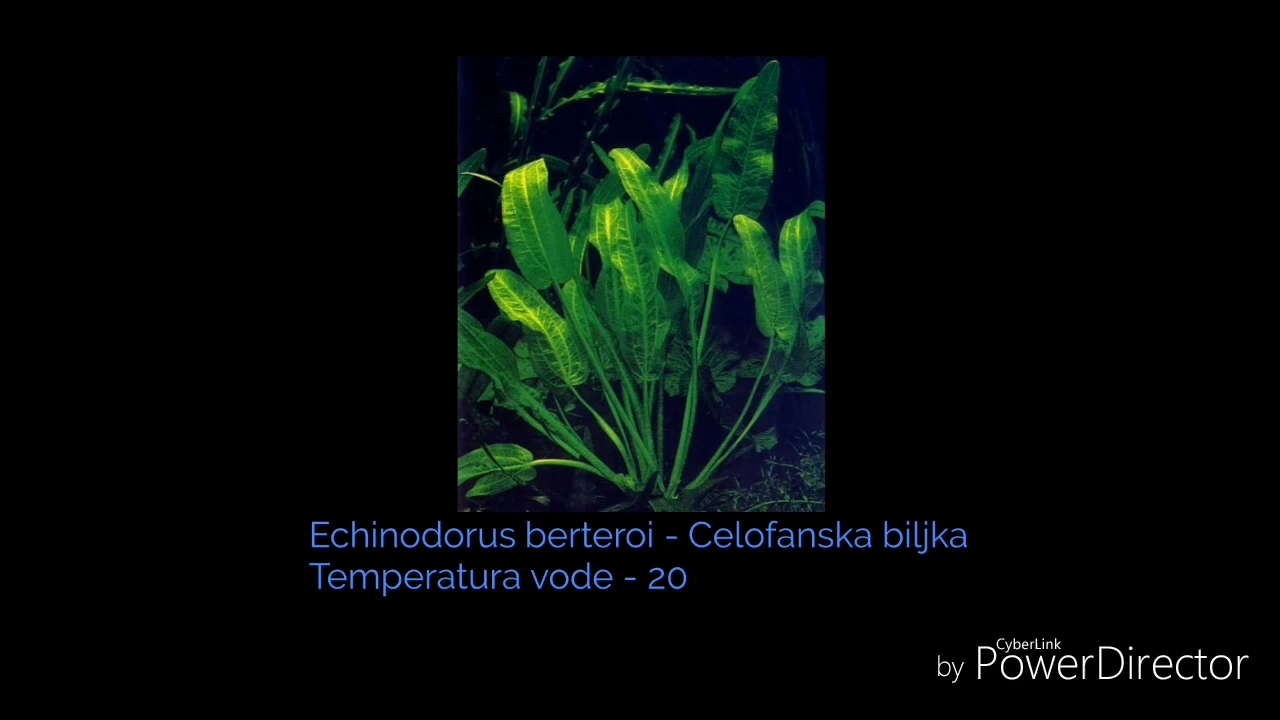 Echinodorus berteroi - Celofanska biljka
Temperatura vode - 20
CyberLink
by PowerDirector